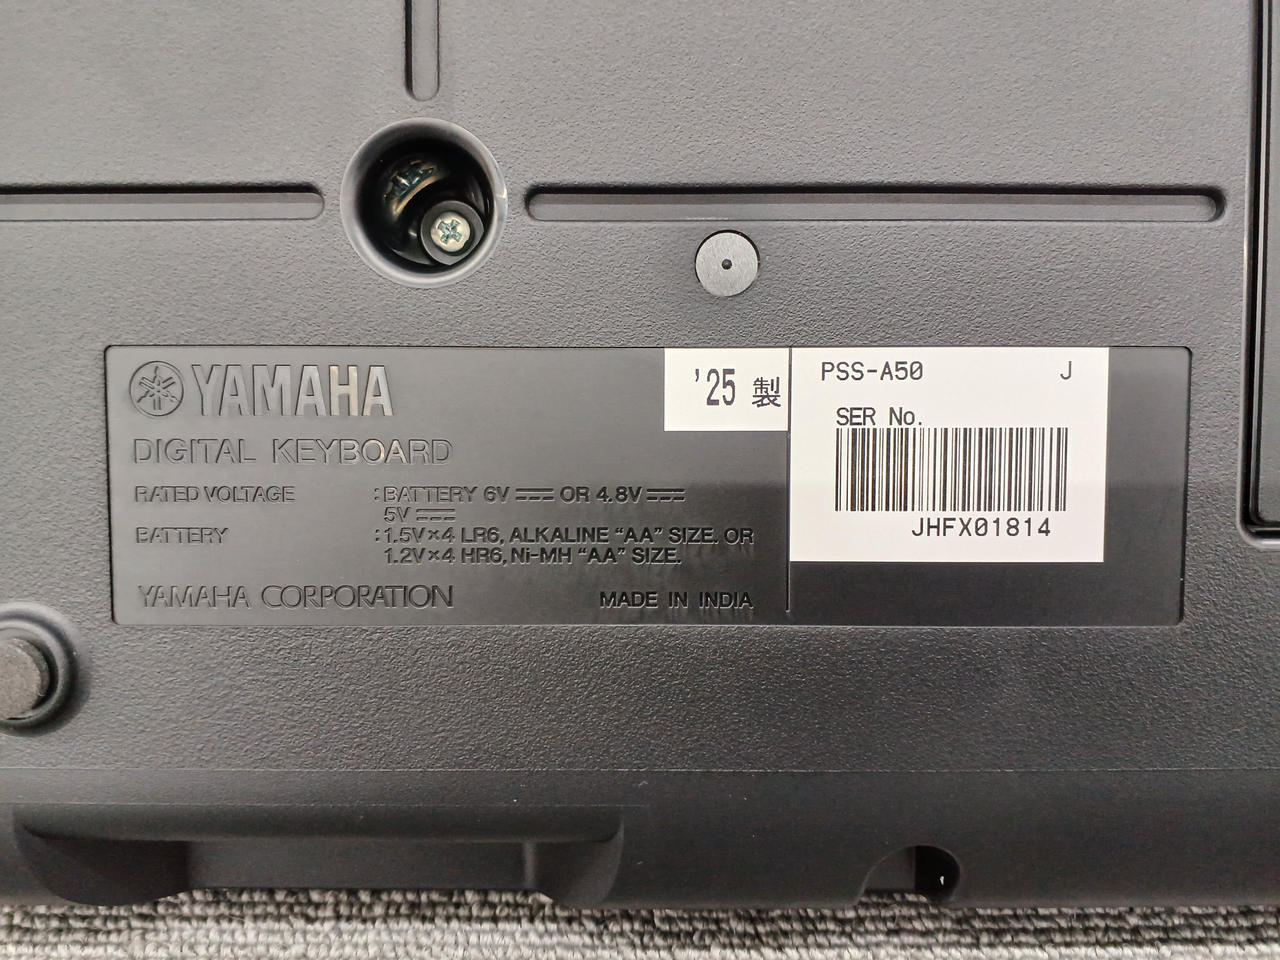 YAMAHA
DIGITAL KEYBOARD
RATED VOLTAGE :BATTERY 6V ⎓ OR 4.8V ⎓
5V ⎓
BATTERY :1.5V×4 LR6, ALKALINE “AA” SIZE. OR
1.2V×4 HR6, Ni-MH “AA” SIZE.
YAMAHA CORPORATION MADE IN INDIA
'25 製
PSS-A50 J
SER No.
JHFX01814